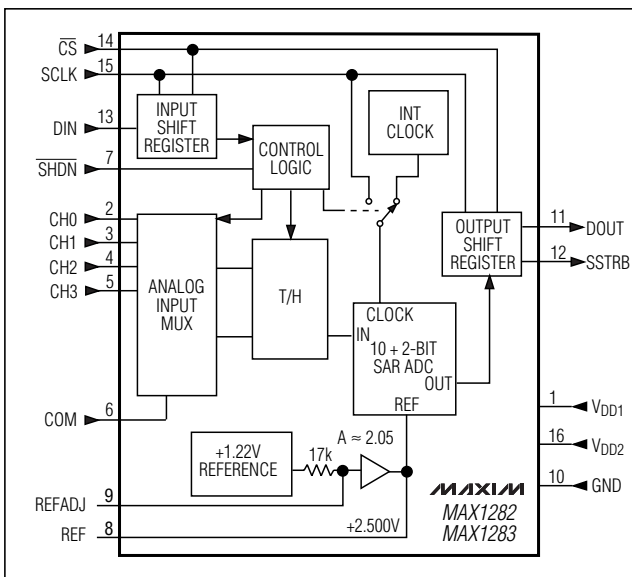 CS 14
SCLK 15
DIN 13
SHDN 7
CH0 2
CH1 3
CH2 4
CH3 5
COM 6
REFADJ 9
REF 8
INPUT
SHIFT
REGISTER
CONTROL
LOGIC
INT
CLOCK
ANALOG
INPUT
MUX
T/H
CLOCK
IN
10 + 2-BIT
SAR ADC
OUT
REF
OUTPUT
SHIFT
REGISTER
+1.22V
REFERENCE
17k
A ≈ 2.05
+2.500V
11 DOUT
12 SSTRB
1 VDD1
16 VDD2
10 GND
MAXIM
MAX1282
MAX1283